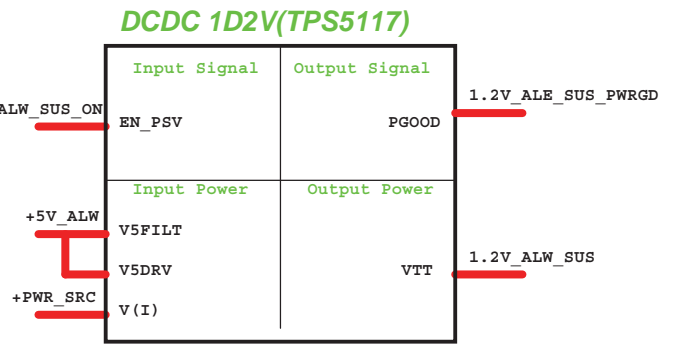 DCDC 1D2V(TPS5117)
Input Signal
Output Signal
ALW_SUS_ON
EN_PSV
PGOOD
1.2V_ALE_SUS_PWRGD
Input Power
Output Power
+5V_ALW
V5FILT
V5DRV
VTT
1.2V_ALW_SUS
+PWR_SRC
V(I)